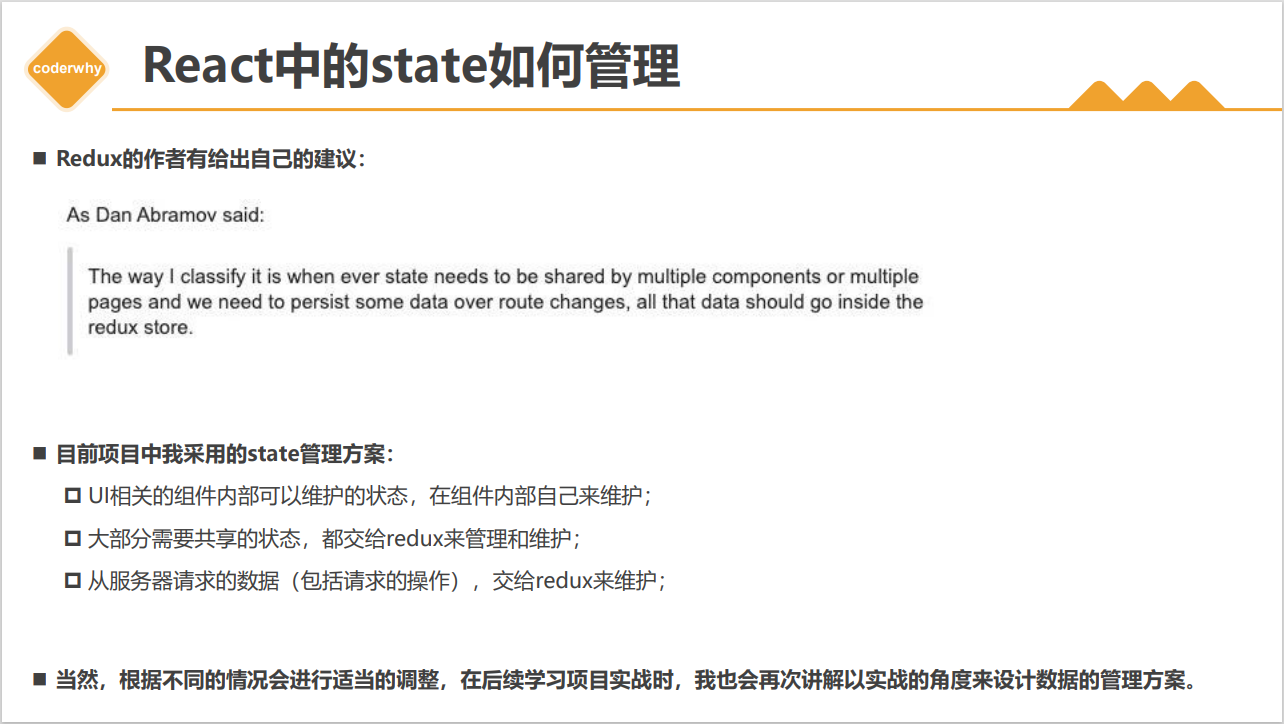 coderwhy
React中的state如何管理
Redux的作者有给出自己的建议：
As Dan Abramov said:
The way I classify it is when ever state needs to be shared by multiple components or multiple
pages and we need to persist some data over route changes, all that data should go inside the
redux store.
目前项目中我采用的state管理方案：
UI相关的组件内部可以维护的状态，在组件内部自己来维护；
大部分需要共享的状态，都交给redux来管理和维护；
从服务器请求的数据（包括请求的操作），交给redux来维护；
当然，根据不同的情况会进行适当的调整，在后续学习项目实战时，我也会再次讲解以实战的角度来设计数据的管理方案。